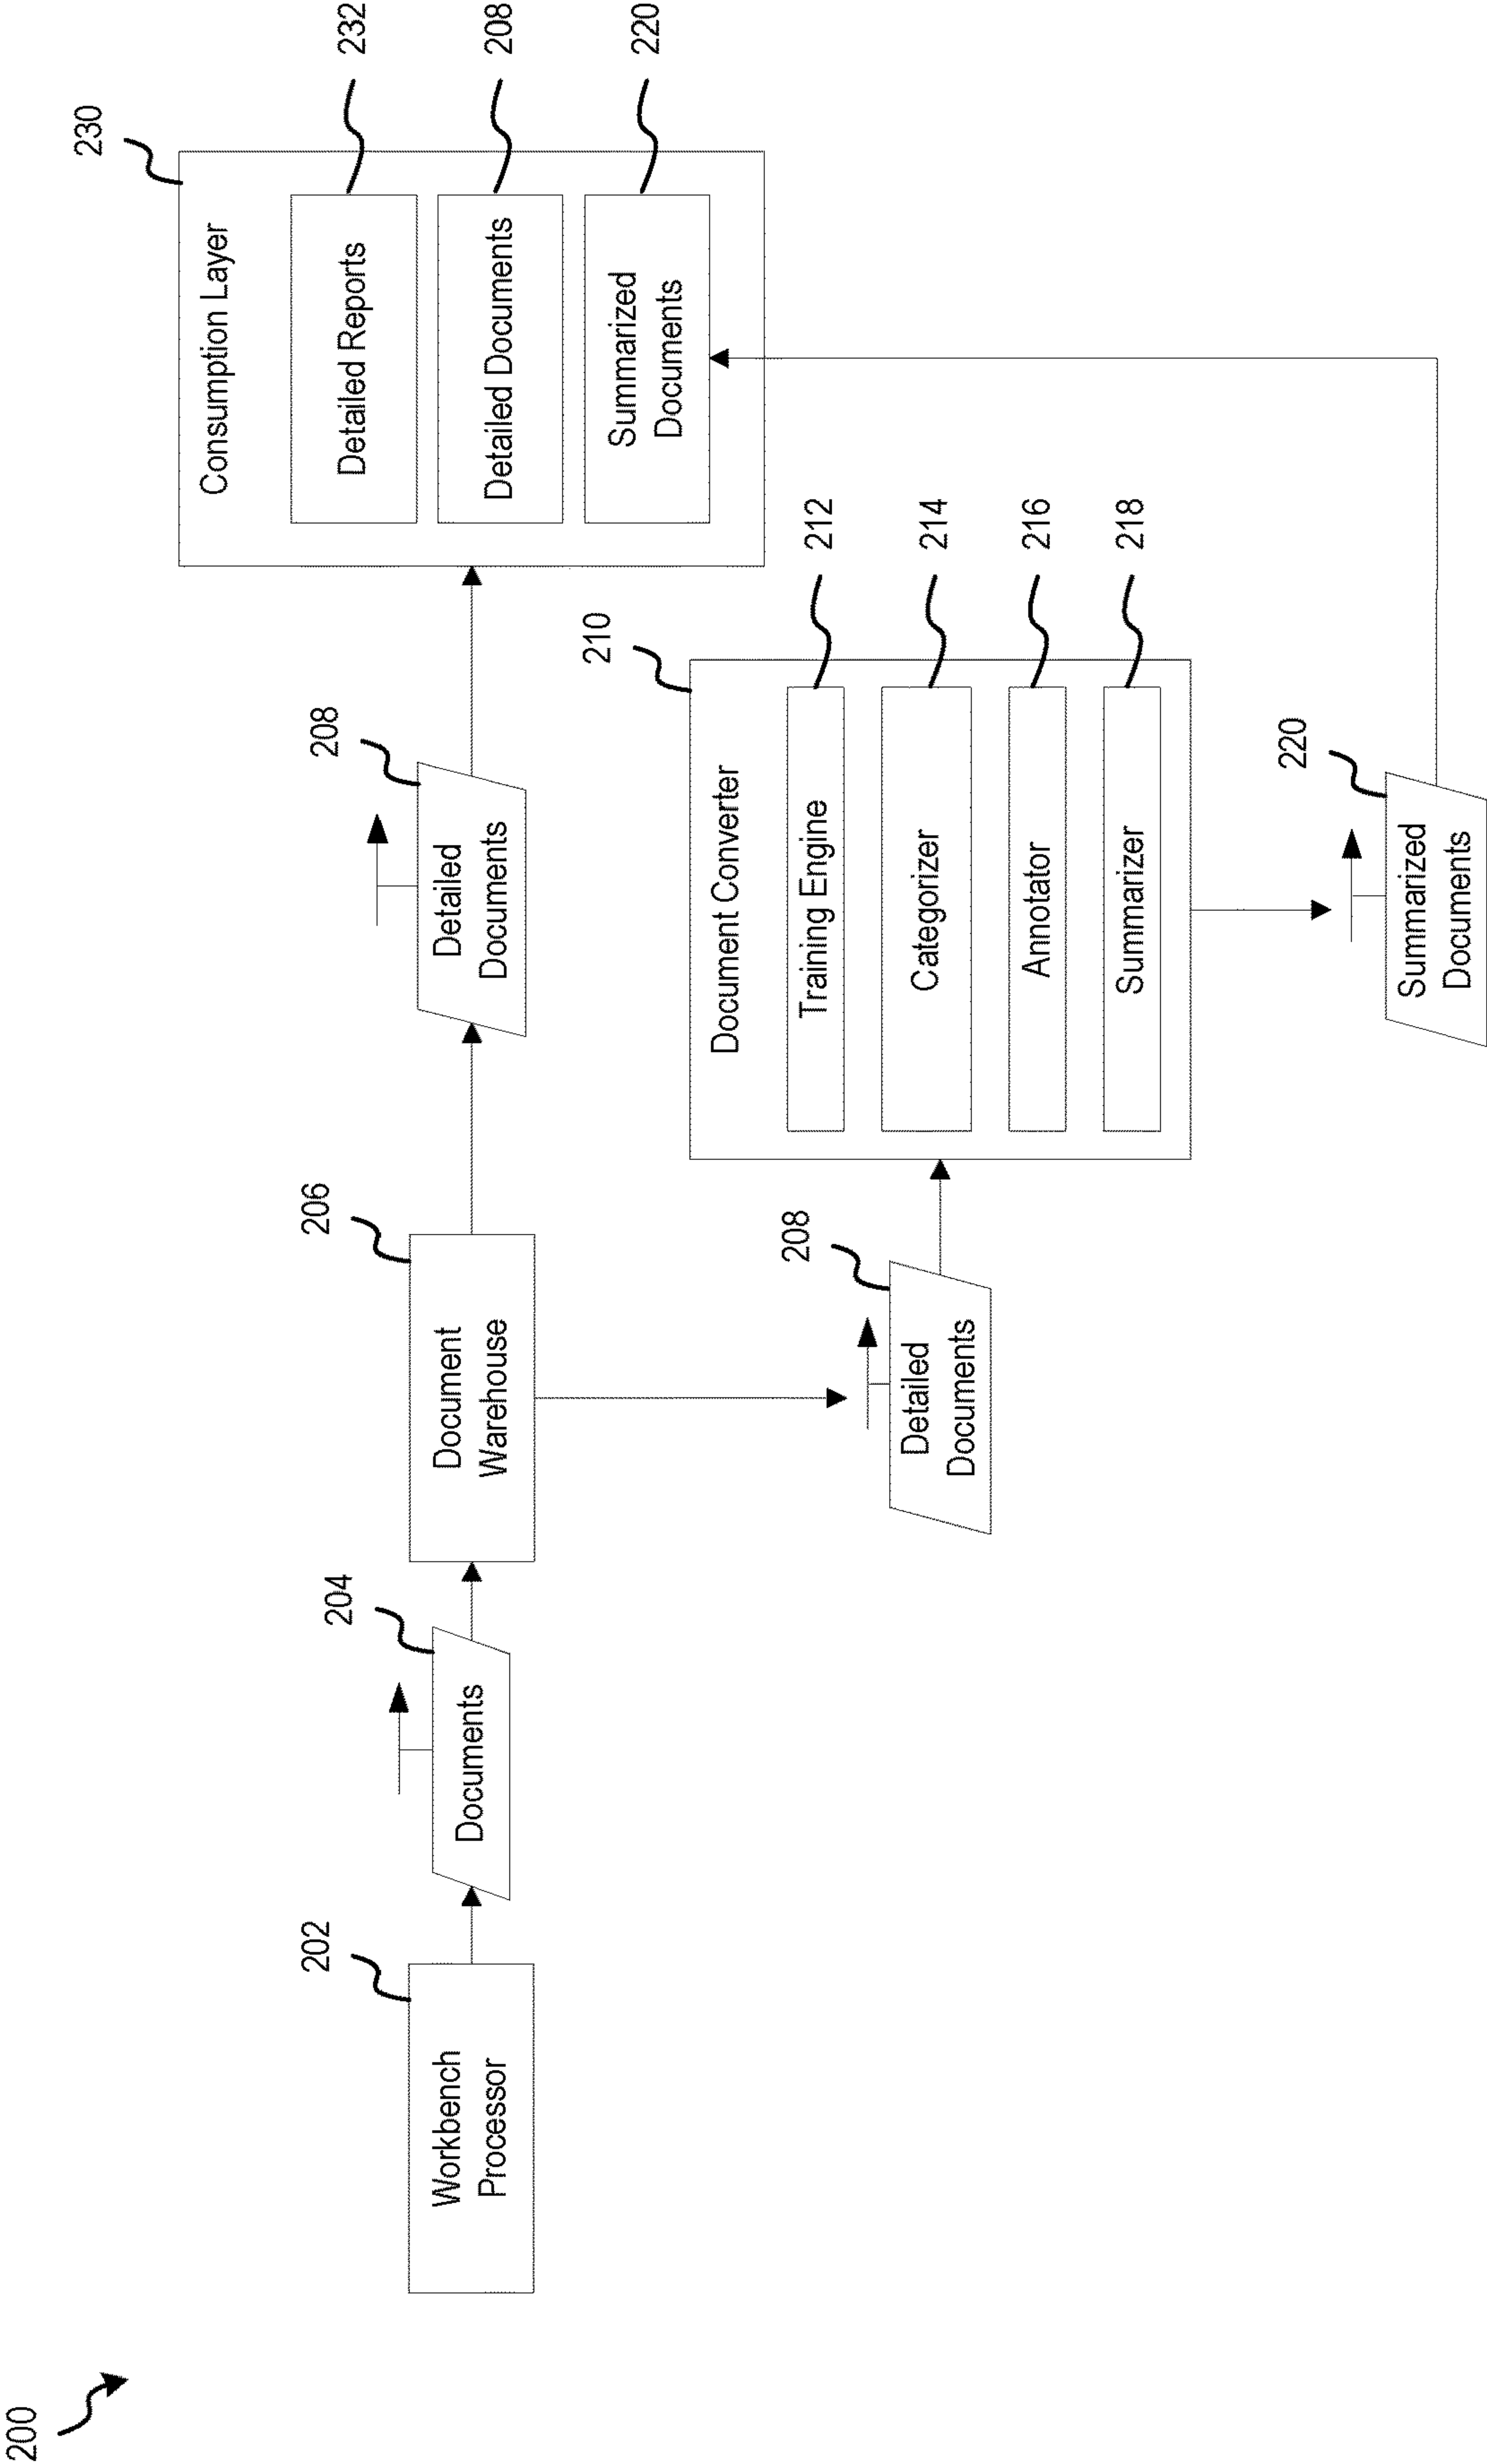 200
230
Consumption Layer
Detailed Reports
232
Detailed Documents
208
Summarized
Documents
220
202
Workbench
Processor
204
Documents
206
Document
Warehouse
208
Detailed
Documents
208
Detailed
Documents
210
Document Converter
Training Engine
212
Categorizer
214
Annotator
216
Summarizer
218
220
Summarized
Documents